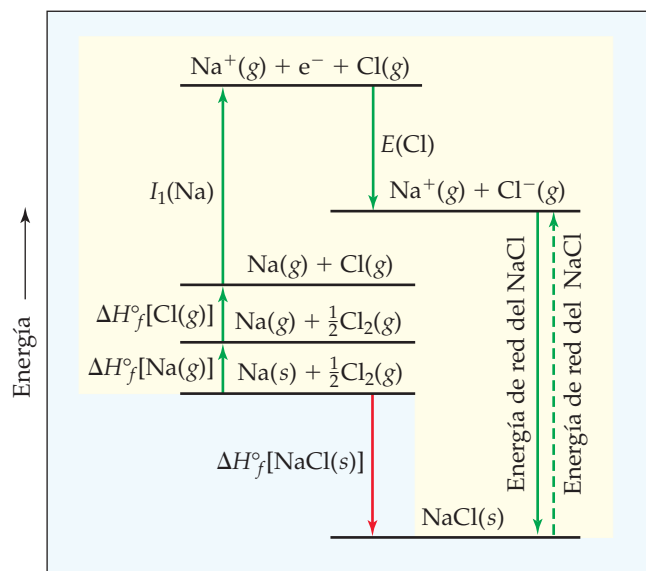 Na⁺(g) + e⁻ + Cl(g)
E(Cl)
Na⁺(g) + Cl⁻(g)
I₁(Na)
Na(g) + Cl(g)
ΔH°f[Cl(g)]
Na(g) + ½Cl₂(g)
ΔH°f[Na(g)]
Na(s) + ½Cl₂(g)
ΔH°f[NaCl(s)]
NaCl(s)
Energía de red del NaCl
Energía de red del NaCl
Energía